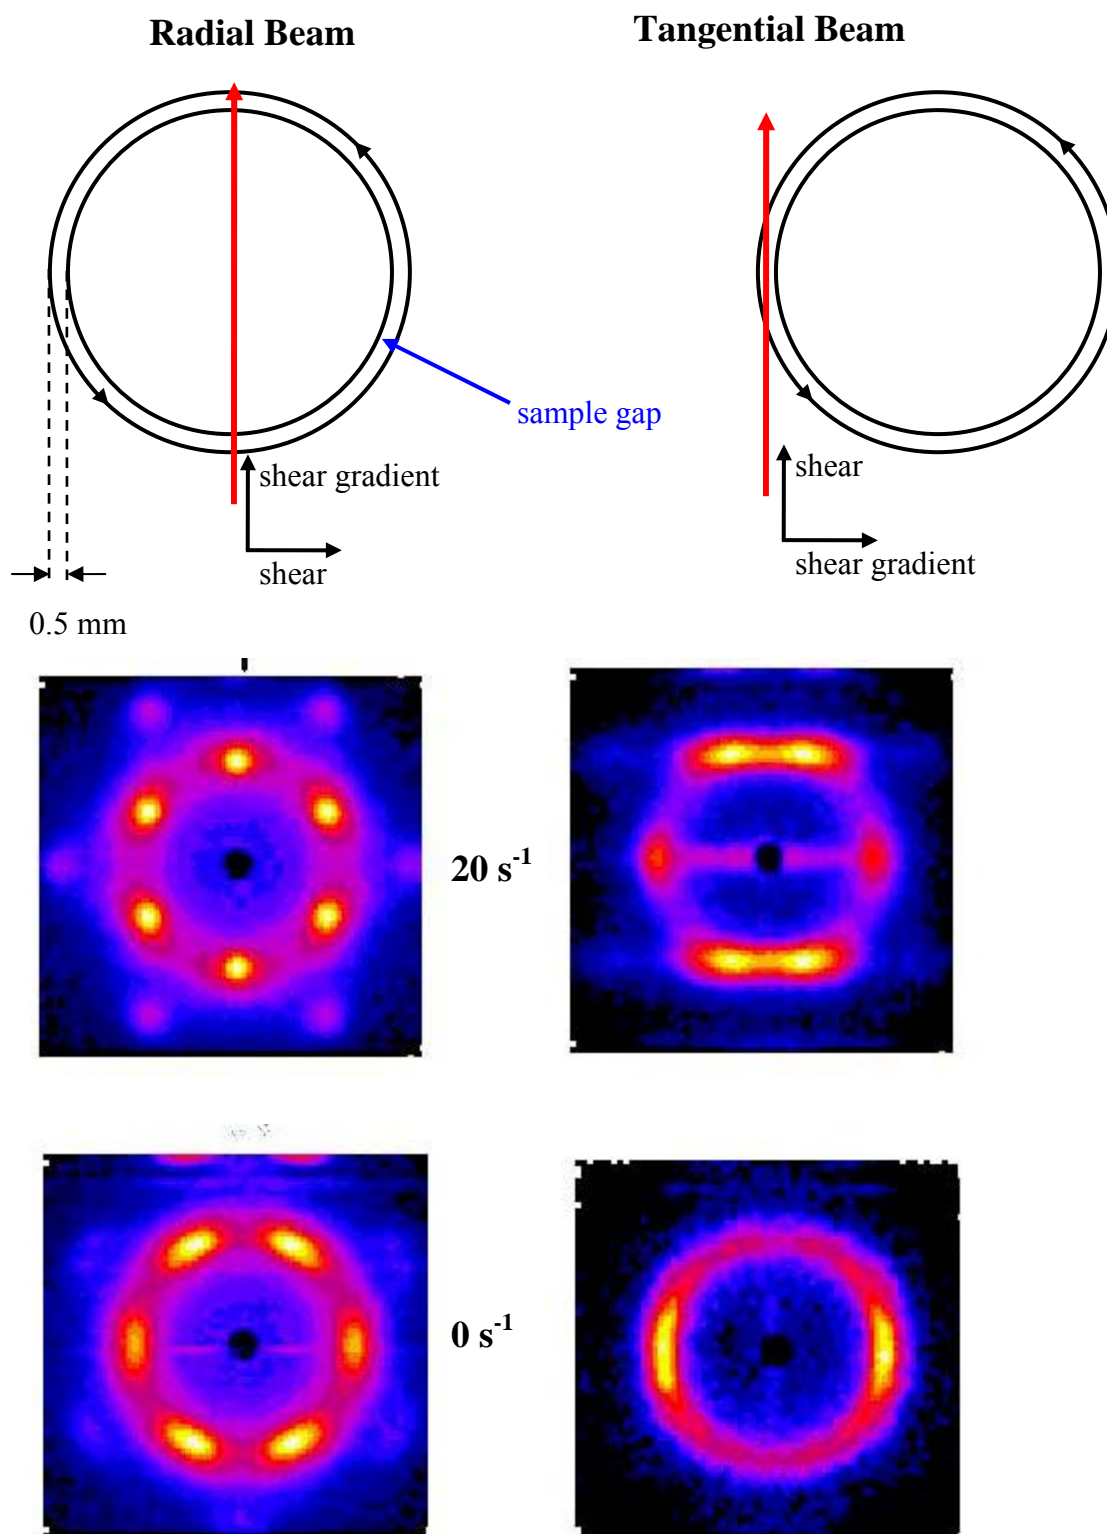 Radial Beam
Tangential Beam
sample gap
shear gradient
shear
0.5 mm
shear
shear gradient
20 s⁻¹
0 s⁻¹